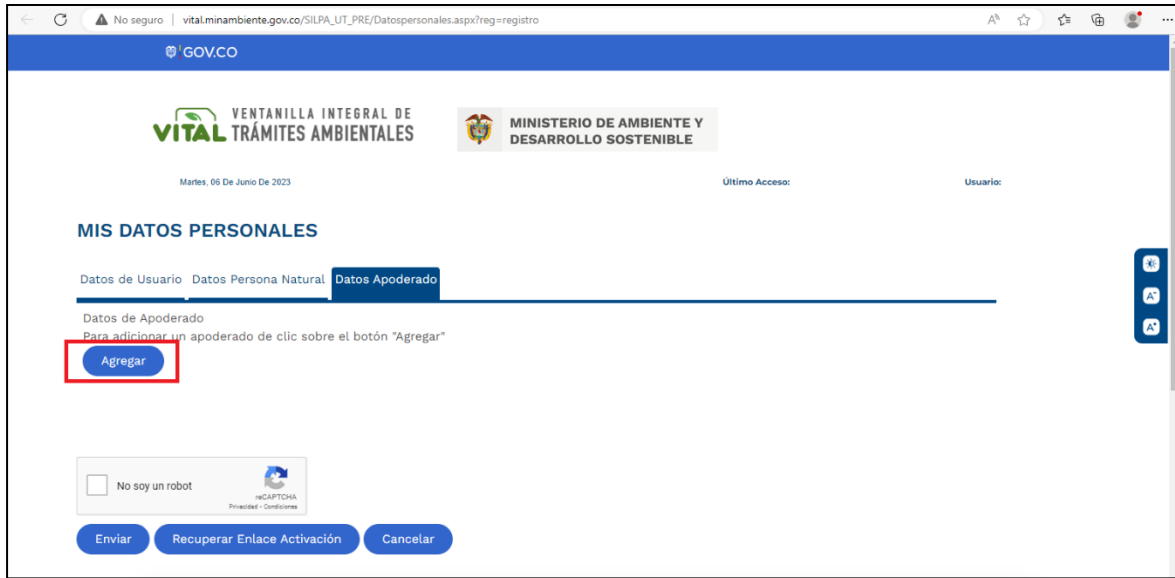 No seguro | vital.minambiente.gov.co/SILPA_UT_PRE/Datospersonales.aspx?reg=registro
GOV.CO
VITAL VENTANILLA INTEGRAL DE
TRÁMITES AMBIENTALES
MINISTERIO DE AMBIENTE Y
DESARROLLO SOSTENIBLE
Martes, 06 De Junio De 2023 Último Acceso: Usuario:
MIS DATOS PERSONALES
Datos de Usuario Datos Persona Natural Datos Apoderado
Datos de Apoderado
Para adicionar un apoderado de clic sobre el botón "Agregar"
Agregar
No soy un robot
reCAPTCHA
Privacidad - Condiciones
Enviar Recuperar Enlace Activación Cancelar